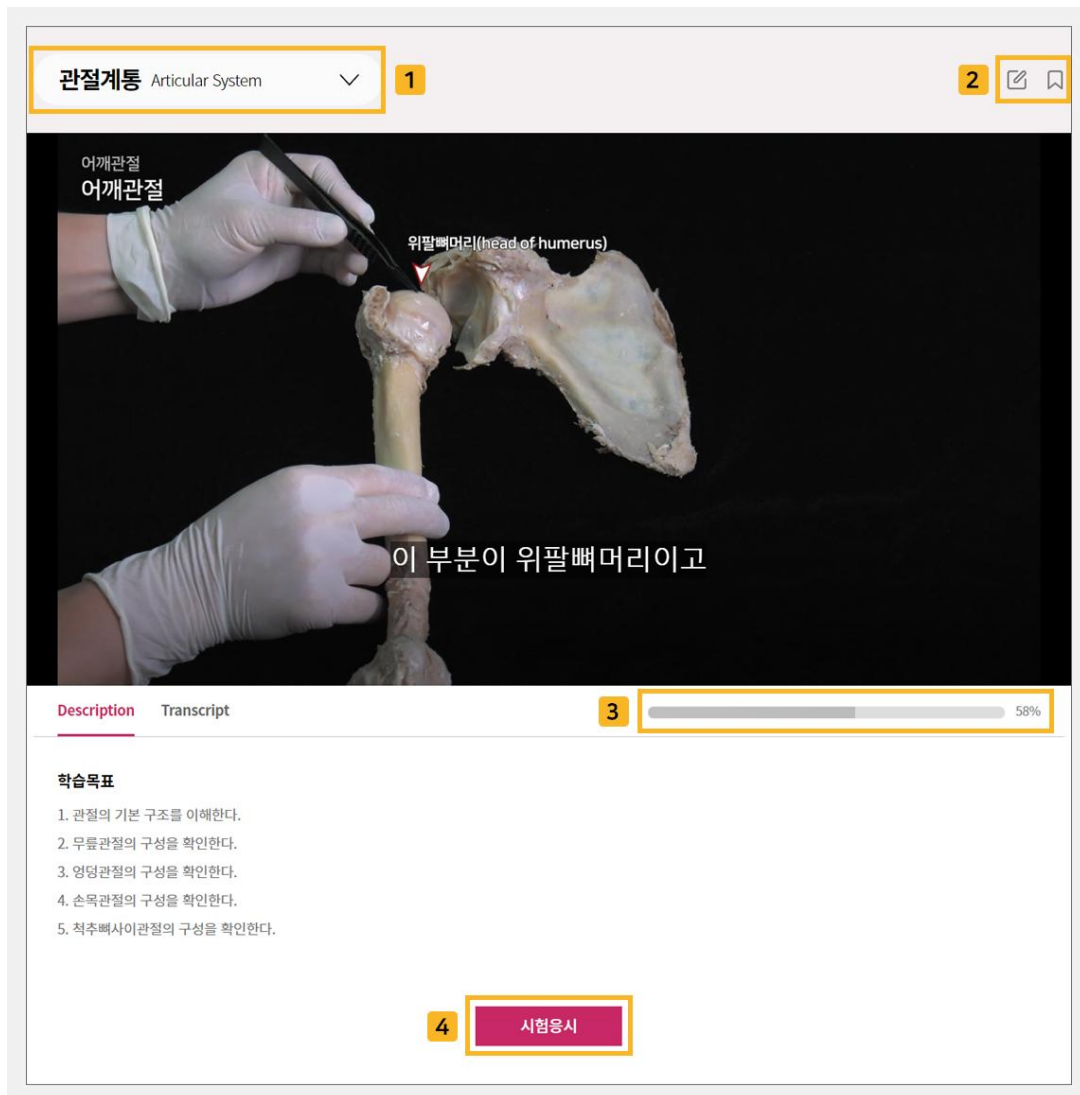 관절계통 Articular System
1
2
어깨관절
어깨관절
위팔뼈머리(head of humerus)
이 부분이 위팔뼈머리이고
Description Transcript
3
58%
학습목표
1. 관절의 기본 구조를 이해한다.
2. 무릎관절의 구성을 확인한다.
3. 엉덩관절의 구성을 확인한다.
4. 손목관절의 구성을 확인한다.
5. 척추뼈사이관절의 구성을 확인한다.
4
시험응시